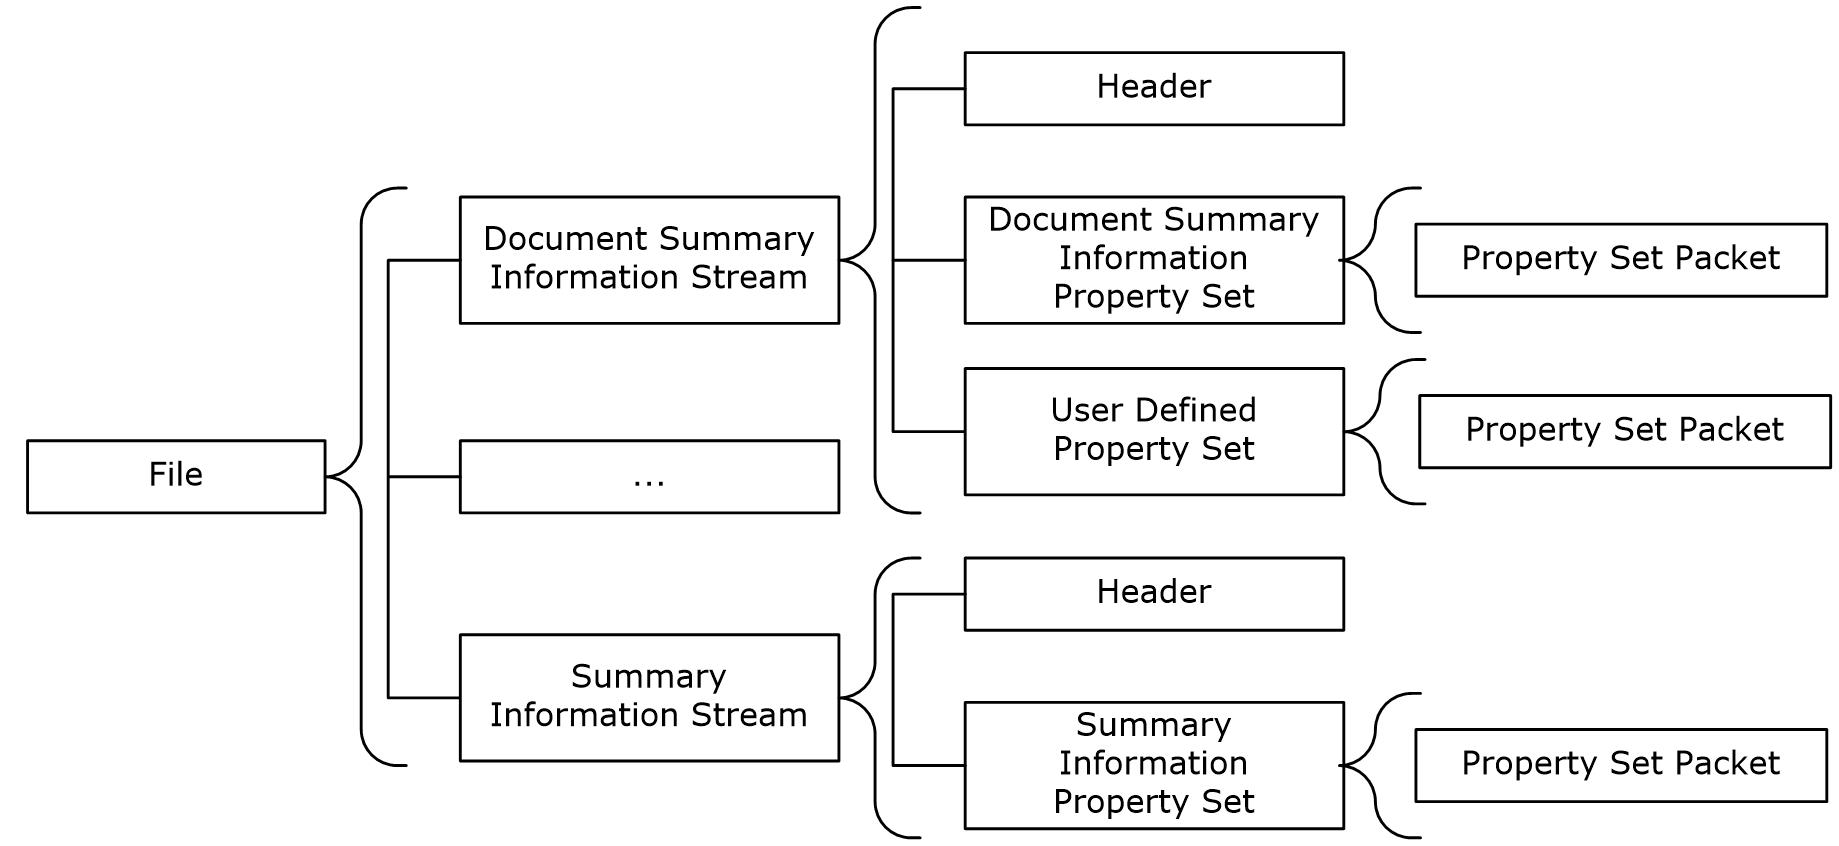 File
Document Summary
Information Stream
...
Summary
Information Stream
Header
Document Summary
Information
Property Set
User Defined
Property Set
Header
Summary
Information
Property Set
Property Set Packet
Property Set Packet
Property Set Packet